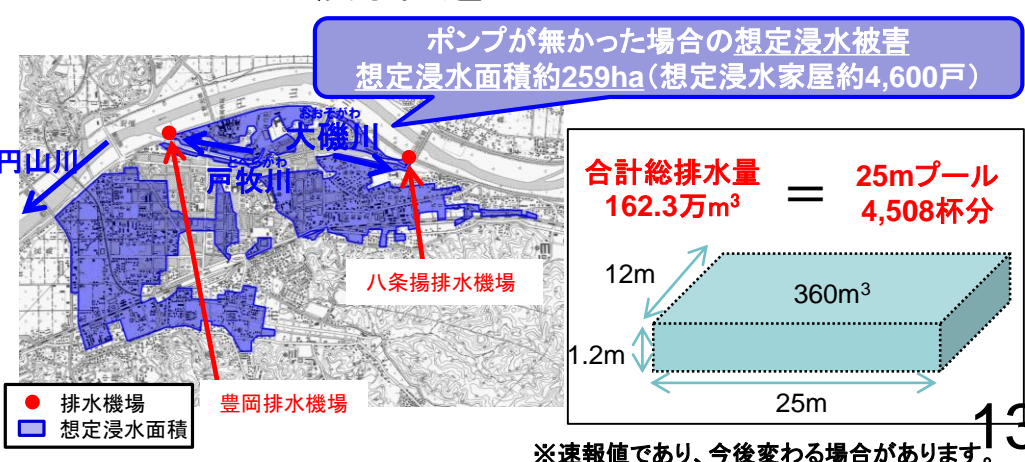 ポンプが無かった場合の想定浸水被害
想定浸水面積約259ha(想定浸水家屋約4,600戸)
おおぞがわ
大磯川
とべらがわ
戸牧川
円山川
八条揚排水機場
豊岡排水機場
排水機場
想定浸水面積
合計総排水量
162.3万m³
=
25mプール
4,508杯分
12m
360m³
1.2m
25m
※速報値であり、今後変わる場合があります。
13